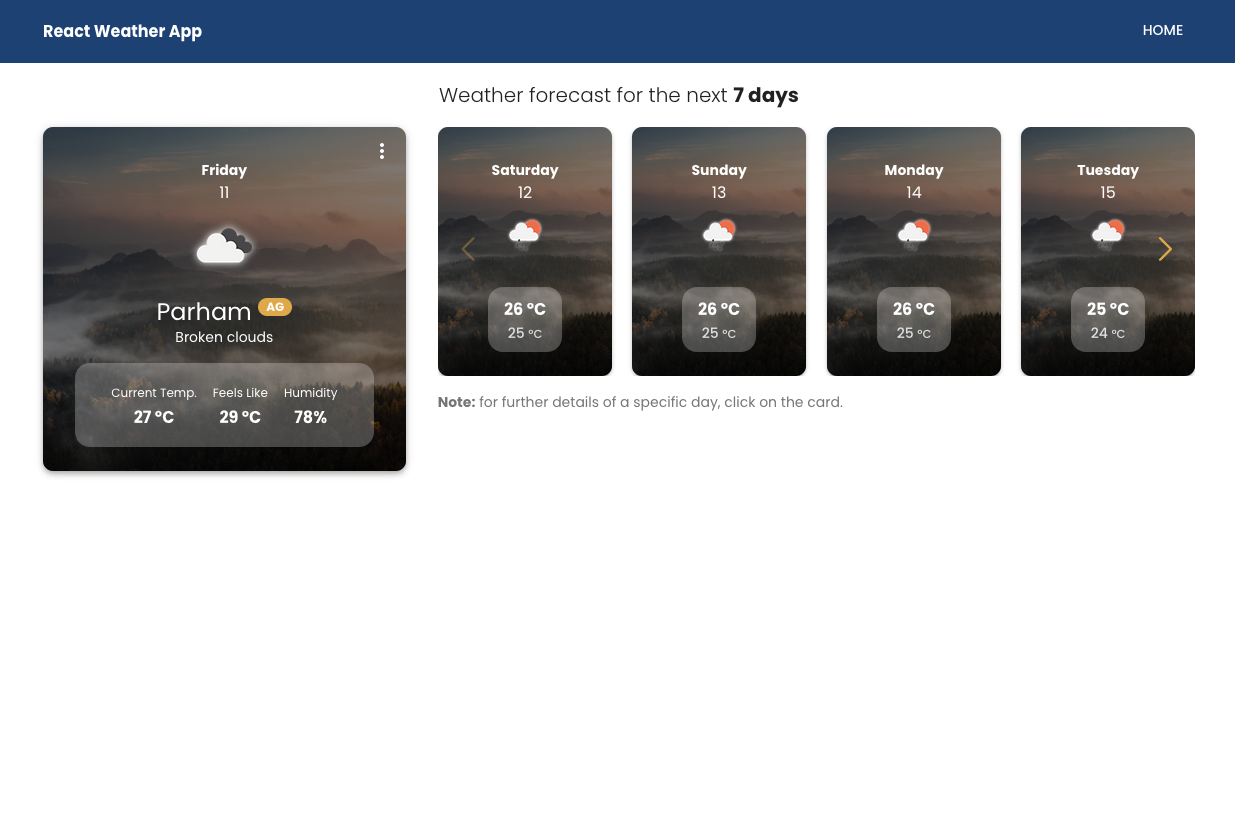 React Weather App
HOME
Weather forecast for the next 7 days
Friday
11
Parham AG
Broken clouds
Current Temp. Feels Like Humidity
27 °C 29 °C 78%
Saturday
12
26 °C
25 °C
Sunday
13
26 °C
25 °C
Monday
14
26 °C
25 °C
Tuesday
15
25 °C
24 °C
Note: for further details of a specific day, click on the card.